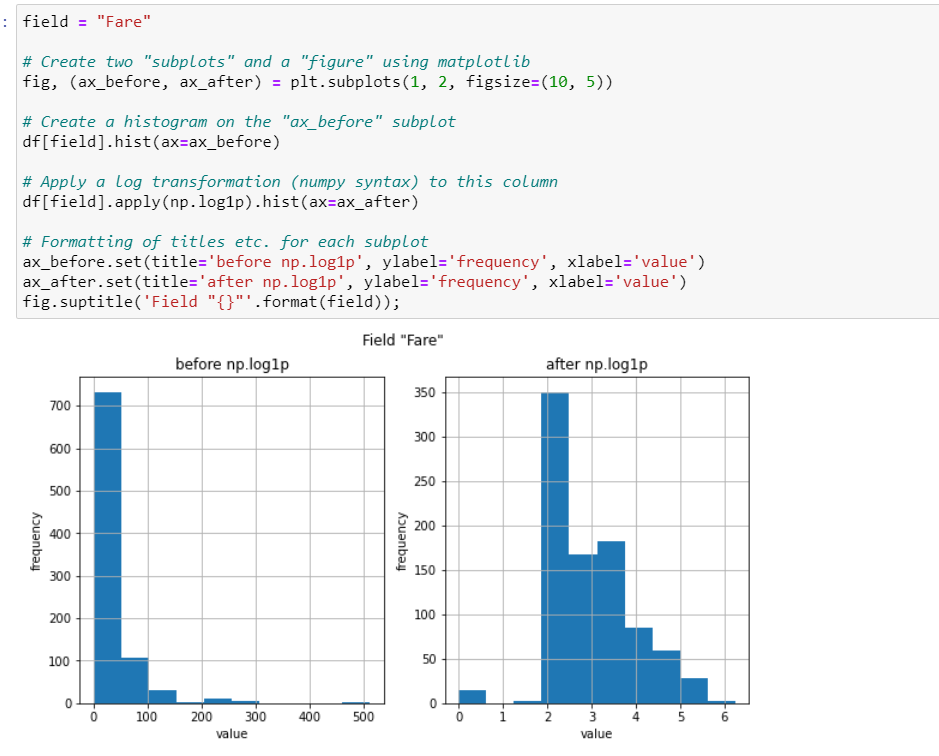 : field = "Fare"
# Create two "subplots" and a "figure" using matplotlib
fig, (ax_before, ax_after) = plt.subplots(1, 2, figsize=(10, 5))
# Create a histogram on the "ax_before" subplot
df[field].hist(ax=ax_before)
# Apply a log transformation (numpy syntax) to this column
df[field].apply(np.log1p).hist(ax=ax_after)
# Formatting of titles etc. for each subplot
ax_before.set(title='before np.log1p', ylabel='frequency', xlabel='value')
ax_after.set(title='after np.log1p', ylabel='frequency', xlabel='value')
fig.suptitle('Field "{}"'.format(field));
Field "Fare"
before np.log1p
frequency
700
600
500
400
300
200
100
0
0 100 200 300 400 500
value
after np.log1p
frequency
350
300
250
200
150
100
50
0
0 1 2 3 4 5 6
value